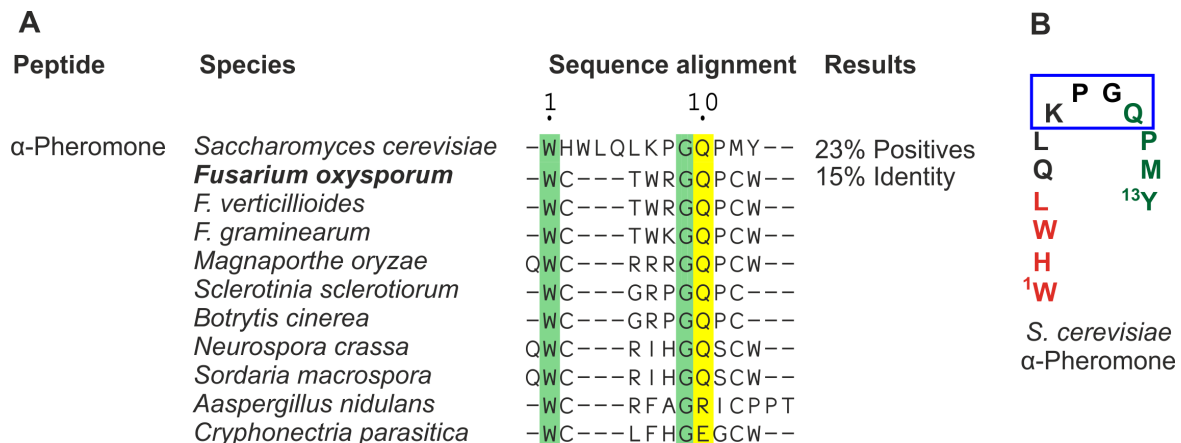 A
Peptide Species Sequence alignment Results
1 10
α-Pheromone Saccharomyces cerevisiae -WHWLQLKPGQPMY-- 23% Positives
Fusarium oxysporum -WC---TWRGQPCW-- 15% Identity
F. verticillioides -WC---TWRGQPCW--
F. graminearum -WC---TWKGQPCW--
Magnaporthe oryzae QWC---RRRGQPCW--
Sclerotinia sclerotiorum -WC---GRPGQPC---
Botrytis cinerea -WC---GRPGQPC---
Neurospora crassa QWC---RIHGQSCW--
Sordaria macrospora QWC---RIHGQSCW--
Aaspergillus nidulans -WC---RFAGRICPPT
Cryphonectria parasitica -WC---LFHGEGCW--
B
P G
K Q
L P
Q M
L ¹³Y
W
H
¹W
S. cerevisiae
α-Pheromone